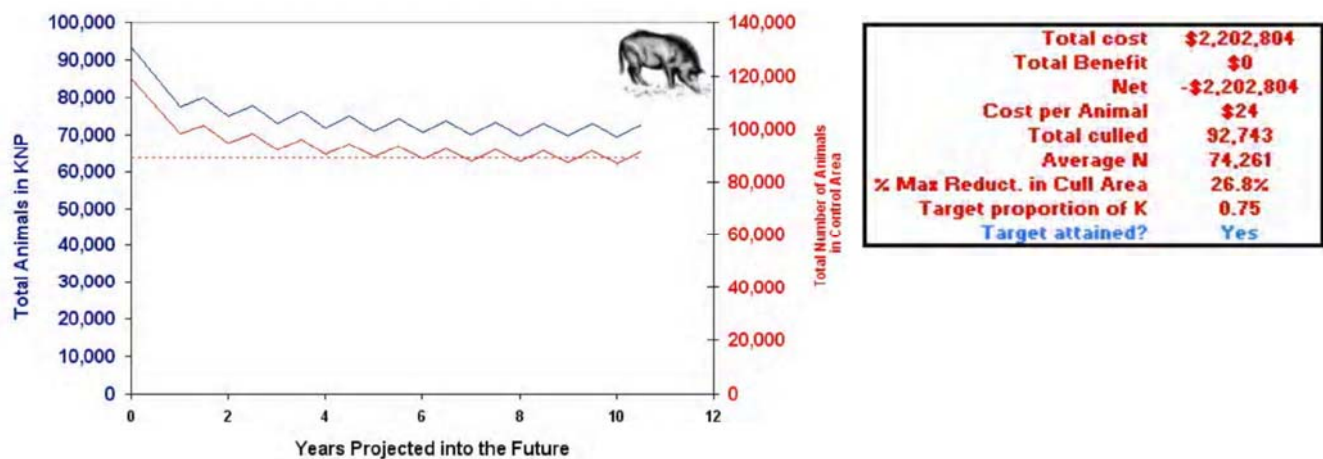 100,000
90,000
80,000
70,000
60,000
50,000
40,000
30,000
20,000
10,000
0
Total Animals in KNP
0 2 4 6 8 10 12
Years Projected into the Future
140,000
120,000
100,000
80,000
60,000
40,000
20,000
0
Total Number of Animals
in Control Area
Total cost $2,202,804
Total Benefit $0
Net -$2,202,804
Cost per Animal $24
Total culled 92,743
Average N 74,261
% Max Reduct. in Cull Area 26.8%
Target proportion of K 0.75
Target attained? Yes